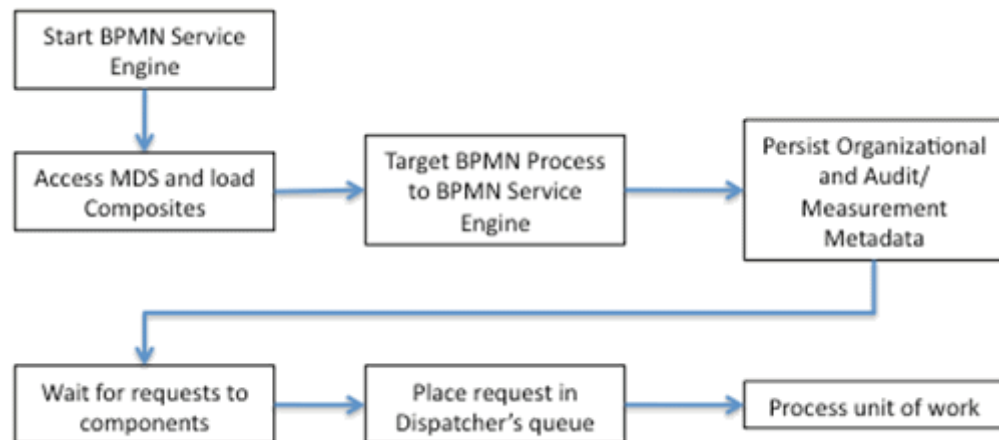 Start BPMN Service
Engine
Access MDS and load
Composites
Target BPMN Process
to BPMN Service
Engine
Persist Organizational
and Audit/
Measurement
Metadata
Wait for requests to
components
Place request in
Dispatcher's queue
Process unit of work